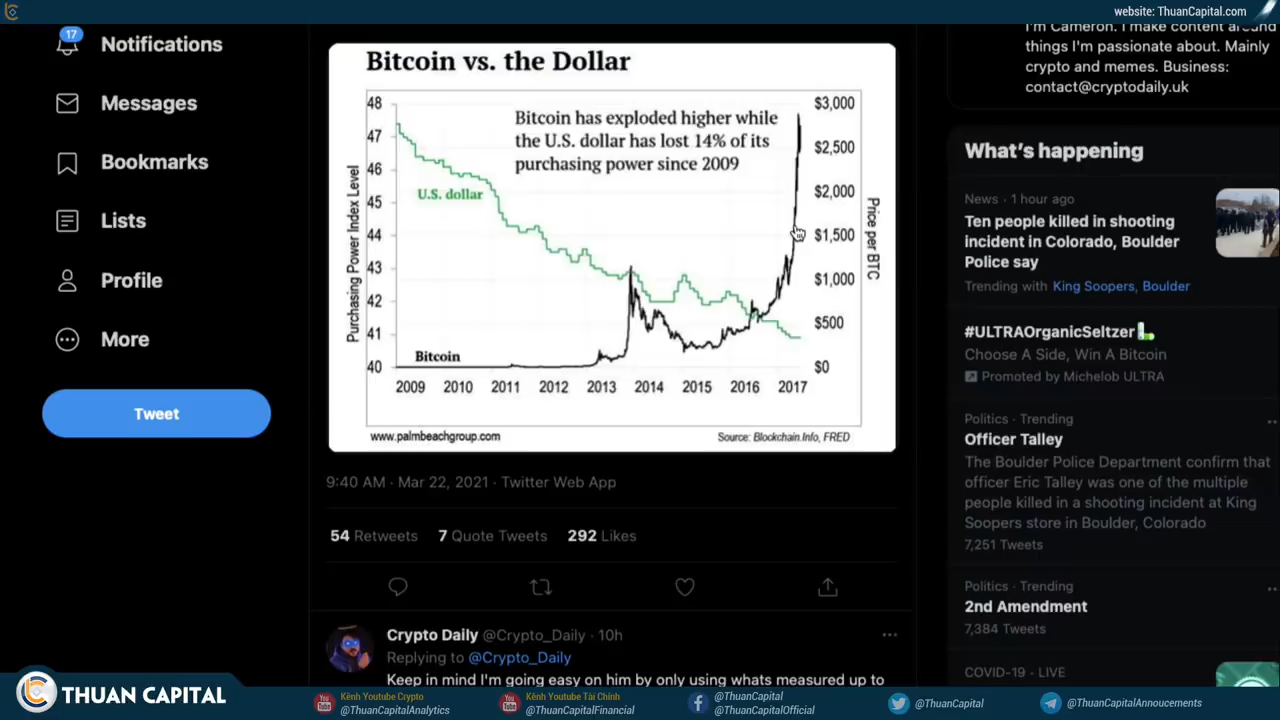 website: ThuanCapital.com
17
Notifications
Messages
Bookmarks
Lists
Profile
More
Tweet
Bitcoin vs. the Dollar
Bitcoin has exploded higher while
the U.S. dollar has lost 14% of its
purchasing power since 2009
48
47
46
45
44
43
42
41
40
Purchasing Power Index Level
U.S. dollar
Bitcoin
$3,000
$2,500
$2,000
$1,500
$1,000
$500
$0
Price per BTC
2009 2010 2011 2012 2013 2014 2015 2016 2017
www.palmbeachgroup.com
Source: Blockchain.Info, FRED
9:40 AM · Mar 22, 2021 · Twitter Web App
54 Retweets 7 Quote Tweets 292 Likes
Crypto Daily @Crypto_Daily · 10h
Replying to @Crypto_Daily
Keep in mind I'm going easy on him by only using whats measured up to
I'm Cameron. I make content around
things I'm passionate about. Mainly
crypto and memes. Business:
contact@cryptodaily.uk
What's happening
News · 1 hour ago
Ten people killed in shooting
incident in Colorado, Boulder
Police say
Trending with King Soopers, Boulder
#ULTRAOrganicSeltzer
Choose A Side, Win A Bitcoin
Promoted by Michelob ULTRA
Politics · Trending
Officer Talley
The Boulder Police Department confirm that
officer Eric Talley was one of the multiple
people killed in a shooting incident at King
Soopers store in Boulder, Colorado
7,251 Tweets
Politics · Trending
2nd Amendment
7,384 Tweets
COVID-19 · LIVE
THUAN CAPITAL
Kênh Youtube Crypto
@ThuanCapitalAnalytics
Kênh Youtube Tài Chính
@ThuanCapitalFinancial
@ThuanCapital
@ThuanCapitalOfficial
@ThuanCapital
@ThuanCapitalAnnoucements